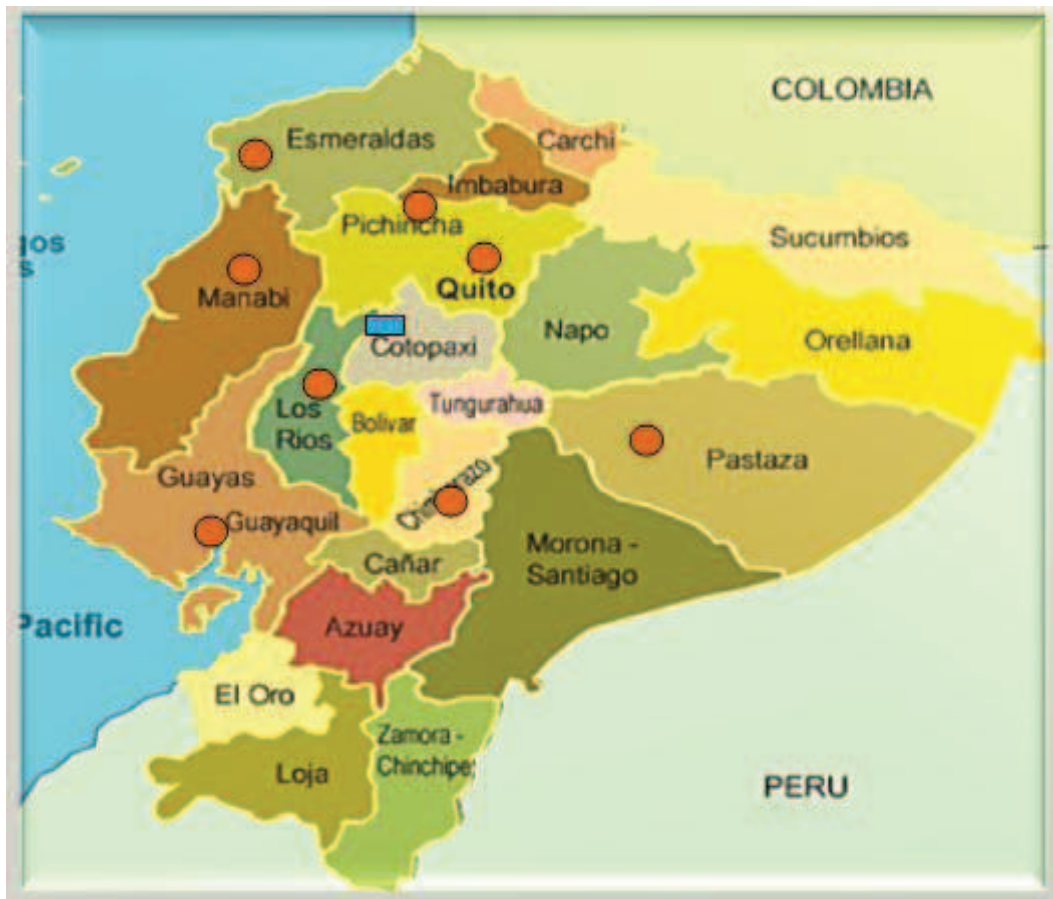 COLOMBIA
Esmeraldas
Carchi
Imbabura
Pichincha
Sucumbios
gos
s
Manabi
Quito
Napo
Orellana
Cotopaxi
Tungurahua
Los
Rios
Bolivar
Pastaza
Guayas
Chimborazo
Guayaquil
Morona -
Santiago
Cañar
Pacific
Azuay
El Oro
Zamora -
Chinchipe
Loja
PERU